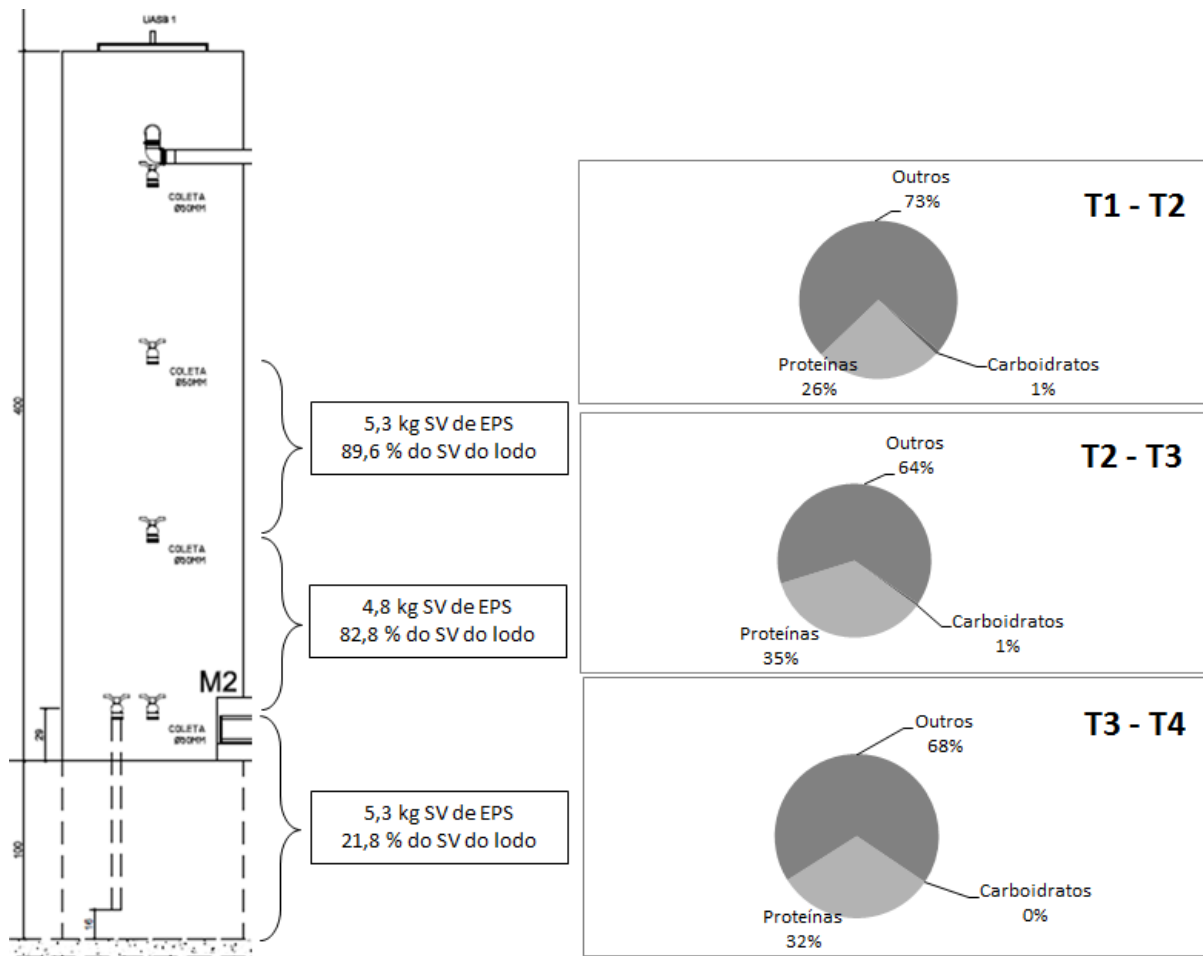 UASB 1
COLETA
Ø50MM
COLETA
Ø50MM
COLETA
Ø50MM
M2
COLETA
Ø50MM
400
29
100
16
5,3 kg SV de EPS
89,6 % do SV do lodo
4,8 kg SV de EPS
82,8 % do SV do lodo
5,3 kg SV de EPS
21,8 % do SV do lodo
T1 - T2
Outros
73%
Proteínas
26%
Carboidratos
1%
T2 - T3
Outros
64%
Proteínas
35%
Carboidratos
1%
T3 - T4
Outros
68%
Proteínas
32%
Carboidratos
0%